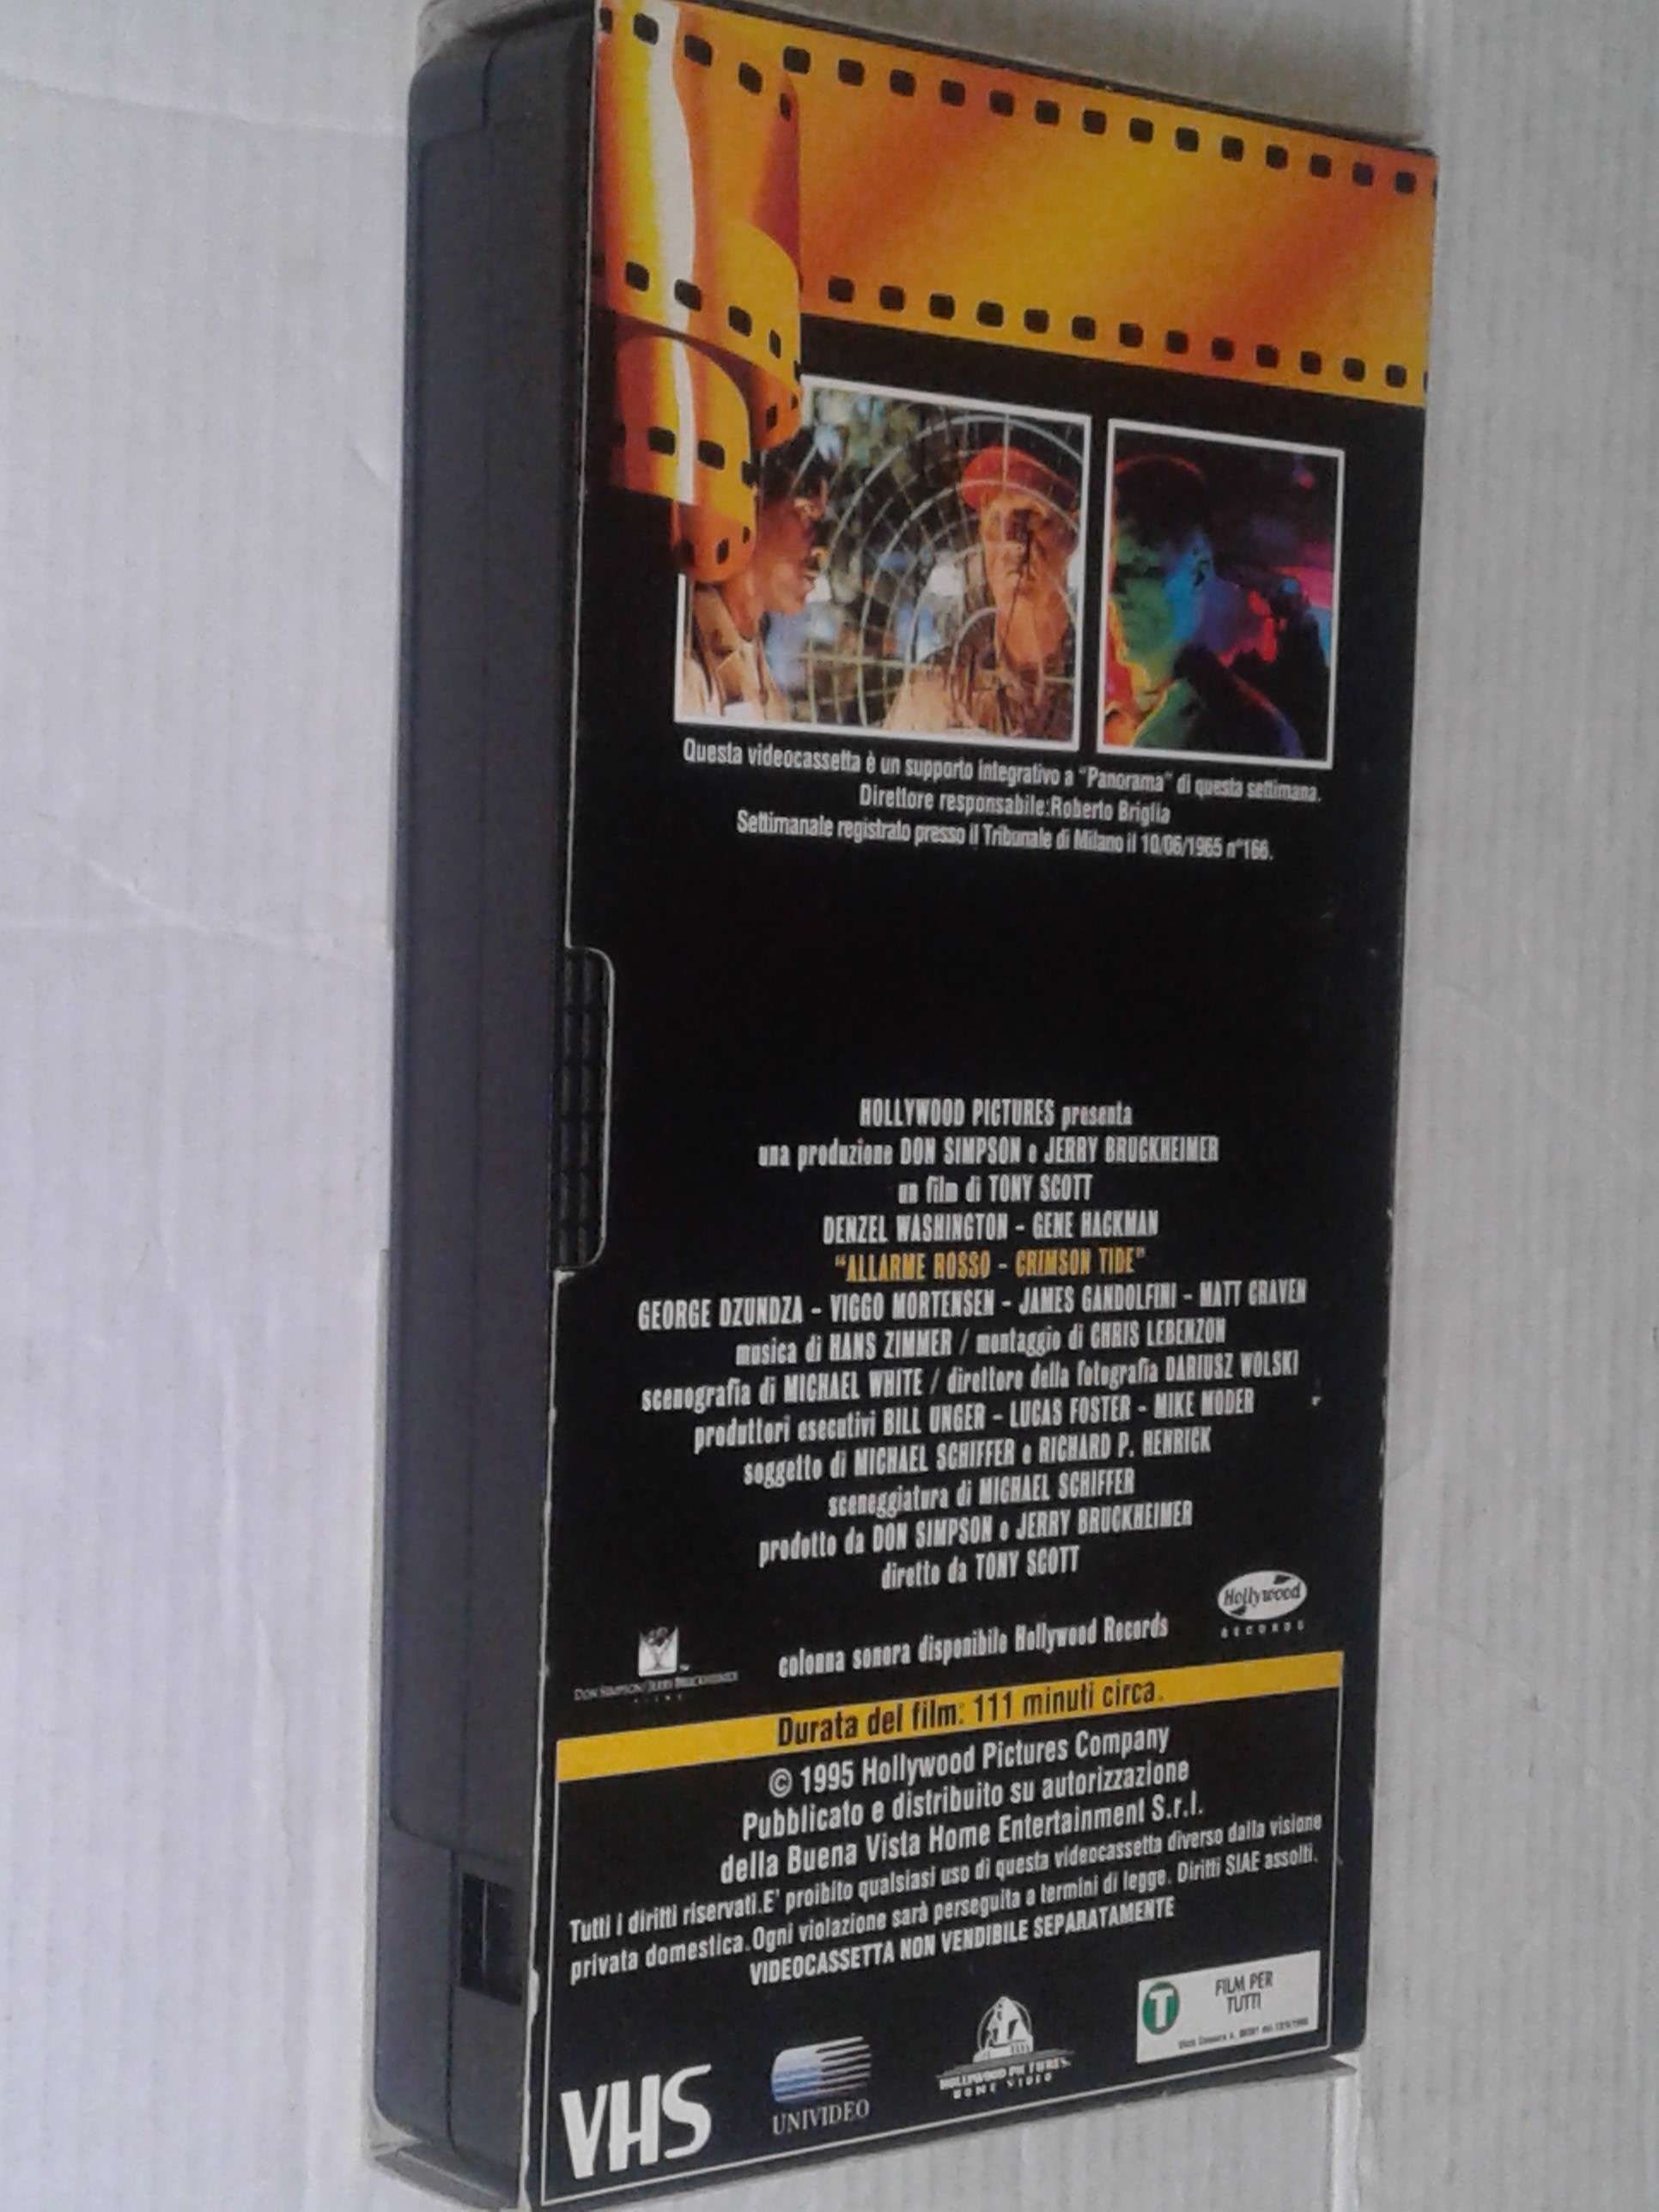 Questa videocassetta è un supporto integrativo a "Panorama" di questa settimana.
Direttore responsabile:Roberto Briglia
Settimanale registrato presso il Tribunale di Milano il 10/06/1965 n°166.
HOLLYWOOD PICTURES presenta
una produzione DON SIMPSON e JERRY BRUCKHEIMER
un film di TONY SCOTT
DENZEL WASHINGTON - GENE HACKMAN
"ALLARME ROSSO - CRIMSON TIDE"
GEORGE DZUNDZA - VIGGO MORTENSEN - JAMES GANDOLFINI - MATT CRAVEN
musica di HANS ZIMMER / montaggio di CHRIS LEBENZON
scenografia di MICHAEL WHITE / direttore della fotografia DARIUSZ WOLSKI
produttori esecutivi BILL UNGER - LUCAS FOSTER - MIKE MODER
soggetto di MICHAEL SCHIFFER e RICHARD P. HENRICK
sceneggiatura di MICHAEL SCHIFFER
prodotto da DON SIMPSON e JERRY BRUCKHEIMER
diretto da TONY SCOTT
DON SIMPSON/JERRY BRUCKHEIMER
FILMS
colonna sonora disponibile Hollywood Records
Hollywood
RECORDS
Durata del film: 111 minuti circa.
© 1995 Hollywood Pictures Company
Pubblicato e distribuito su autorizzazione
della Buena Vista Home Entertainment S.r.l.
Tutti i diritti riservati.E' proibito qualsiasi uso di questa videocassetta diverso dalla visione
privata domestica.Ogni violazione sarà perseguita a termini di legge. Diritti SIAE assolti.
VIDEOCASSETTA NON VENDIBILE SEPARATAMENTE
VHS
UNIVIDEO
HOLLYWOOD PICTURES
HOME VIDEO
T
FILM PER
TUTTI